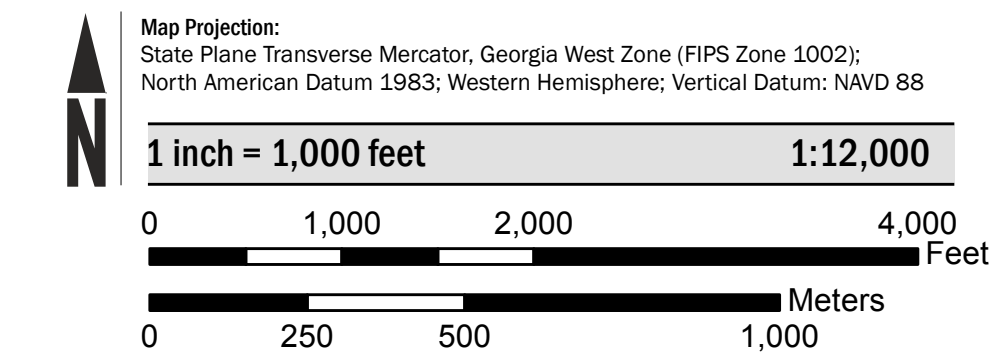 N
Map Projection:
State Plane Transverse Mercator, Georgia West Zone (FIPS Zone 1002);
North American Datum 1983; Western Hemisphere; Vertical Datum: NAVD 88
1 inch = 1,000 feet 1:12,000
0 1,000 2,000 4,000
Feet
Meters
0 250 500 1,000